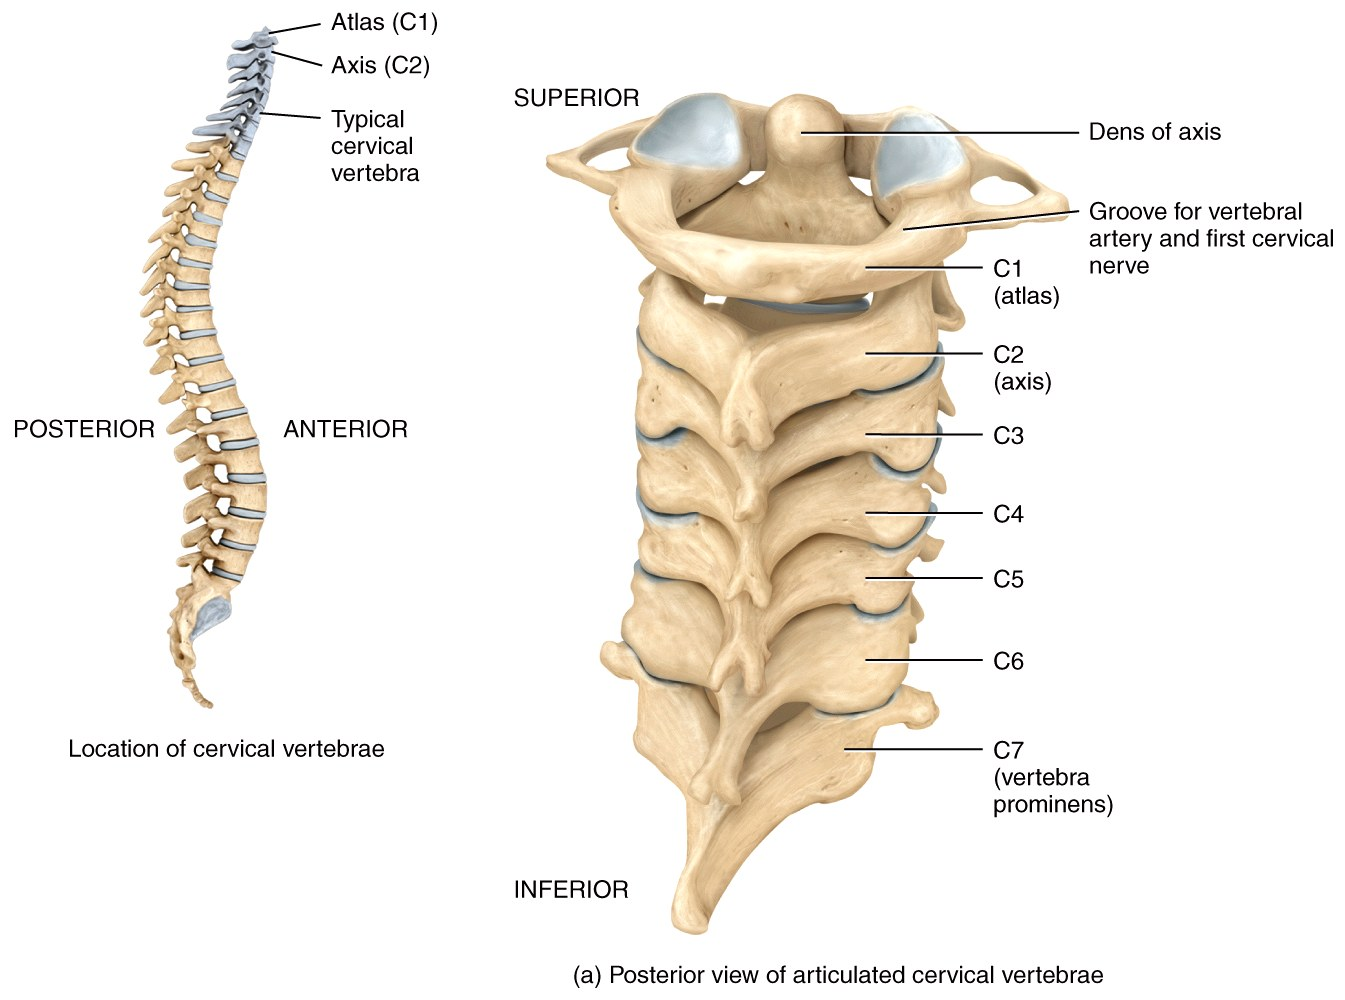 Atlas (C1)
Axis (C2)
Typical
cervical
vertebra
POSTERIOR
ANTERIOR
Location of cervical vertebrae
SUPERIOR
Dens of axis
Groove for vertebral
artery and first cervical
nerve
C1
(atlas)
C2
(axis)
C3
C4
C5
C6
C7
(vertebra
prominens)
INFERIOR
(a) Posterior view of articulated cervical vertebrae